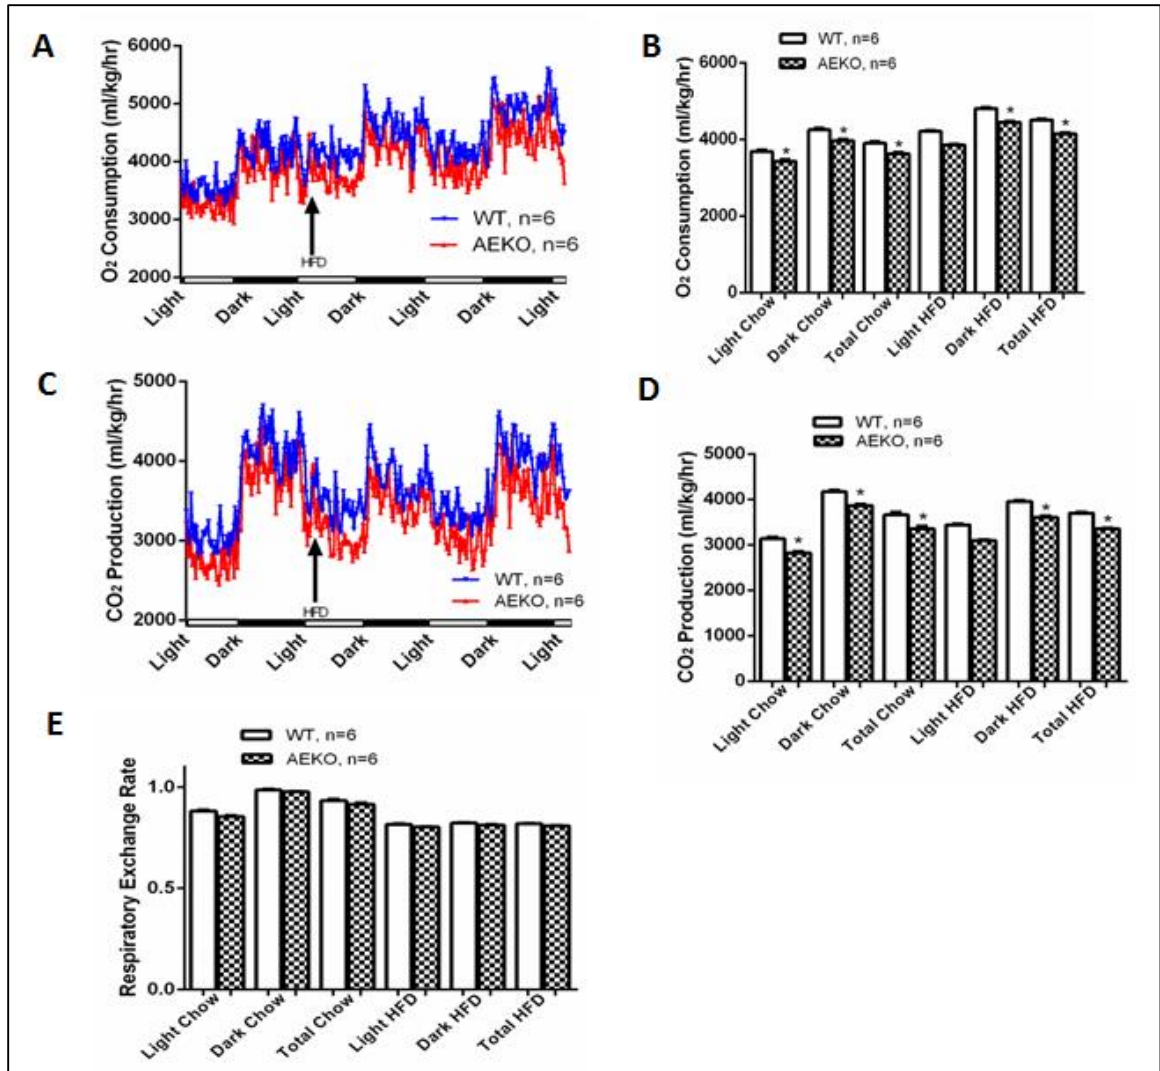 A
O2 Consumption (ml/kg/hr)
6000
5000
4000
3000
2000
WT, n=6
AEKO, n=6
HFD
Light
Dark
Light
Dark
Light
Dark
Light
B
WT, n=6
AEKO, n=6
O2 Consumption (ml/kg/hr)
6000
4000
2000
0
* * * * *
Light Chow
Dark Chow
Total Chow
Light HFD
Dark HFD
Total HFD
C
CO2 Production (ml/kg/hr)
5000
4000
3000
2000
WT, n=6
AEKO, n=6
HFD
Light
Dark
Light
Dark
Light
Dark
Light
D
WT, n=6
AEKO, n=6
CO2 Production (ml/kg/hr)
6000
5000
4000
3000
1000
0
* * * * *
Light Chow
Dark Chow
Total Chow
Light HFD
Dark HFD
Total HFD
E
WT, n=6
AEKO, n=6
Respiratory Exchange Rate
1.0
0.5
0.0
Light Chow
Dark Chow
Total Chow
Light HFD
Dark HFD
Total HFD